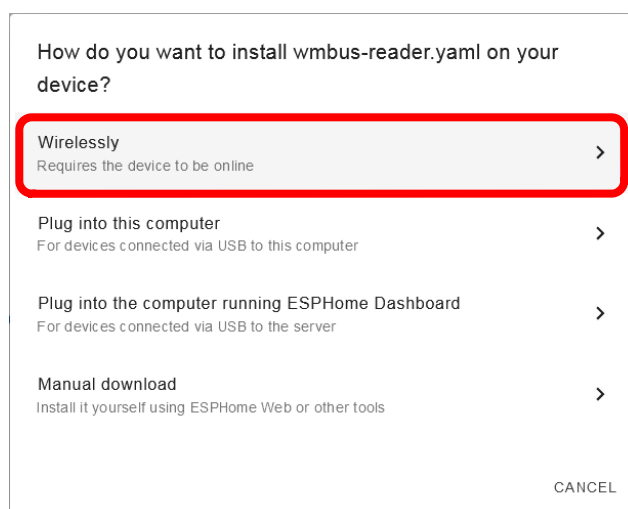 How do you want to install wmbus-reader.yaml on your
device?
Wirelessly
Requires the device to be online
Plug into this computer
For devices connected via USB to this computer
Plug into the computer running ESPHome Dashboard
For devices connected via USB to the server
Manual download
Install it yourself using ESPHome Web or other tools
CANCEL